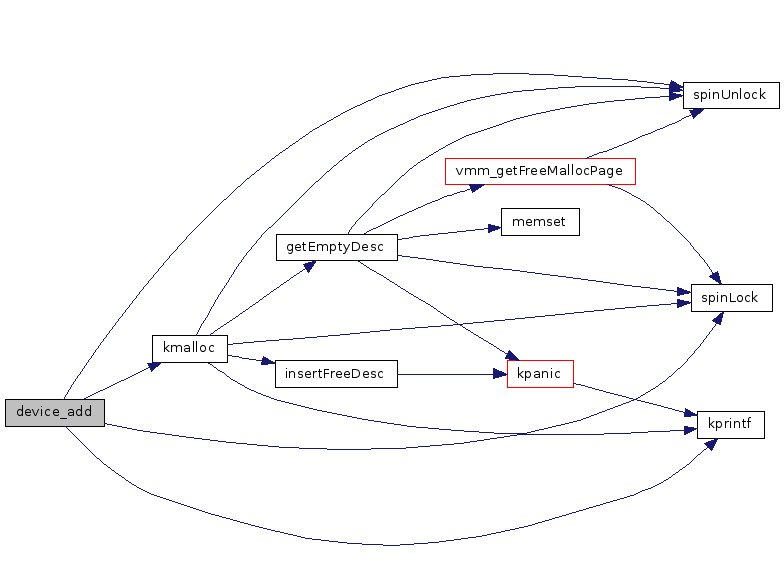 spinUnlock
vmm_getFreeMallocPage
memset
getEmptyDesc
spinLock
kmalloc
insertFreeDesc
kpanic
device_add
kprintf